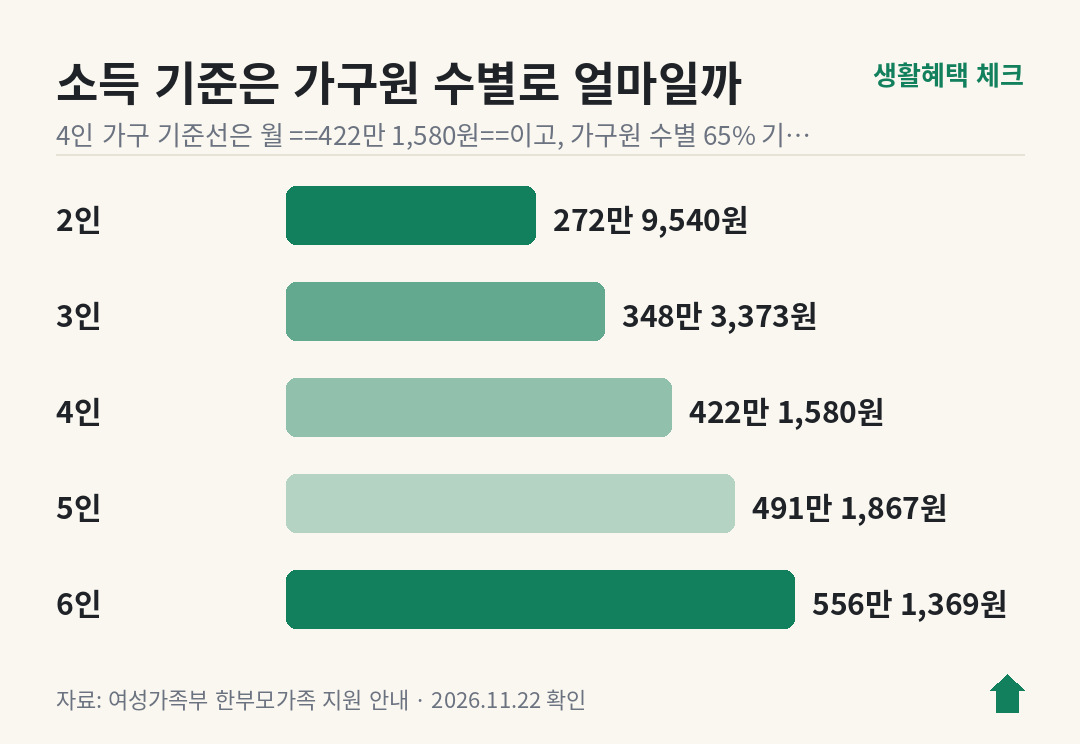 소득 기준은 가구원 수별로 얼마일까
생활혜택 체크
4인 가구 기준선은 월 ==422만 1,580원==이고, 가구원 수별 65% 기…
2인 272만 9,540원
3인 348만 3,373원
4인 422만 1,580원
5인 491만 1,867원
6인 556만 1,369원
자료: 여성가족부 한부모가족 지원 안내 · 2026.11.22 확인